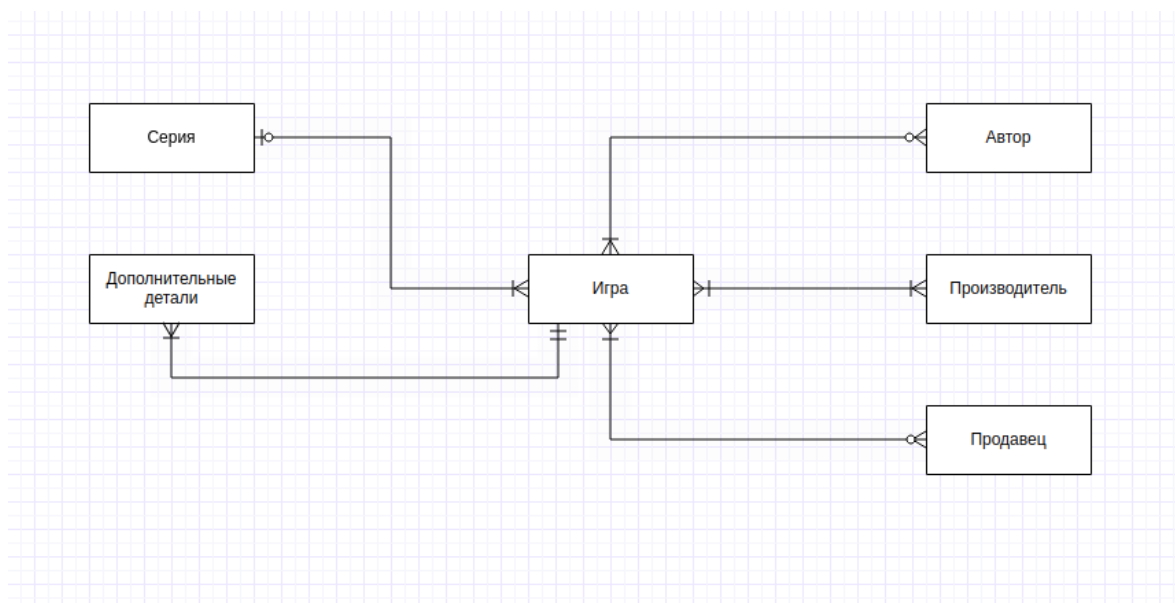 Серия
Автор
Дополнительные
детали
Игра
Производитель
Продавец